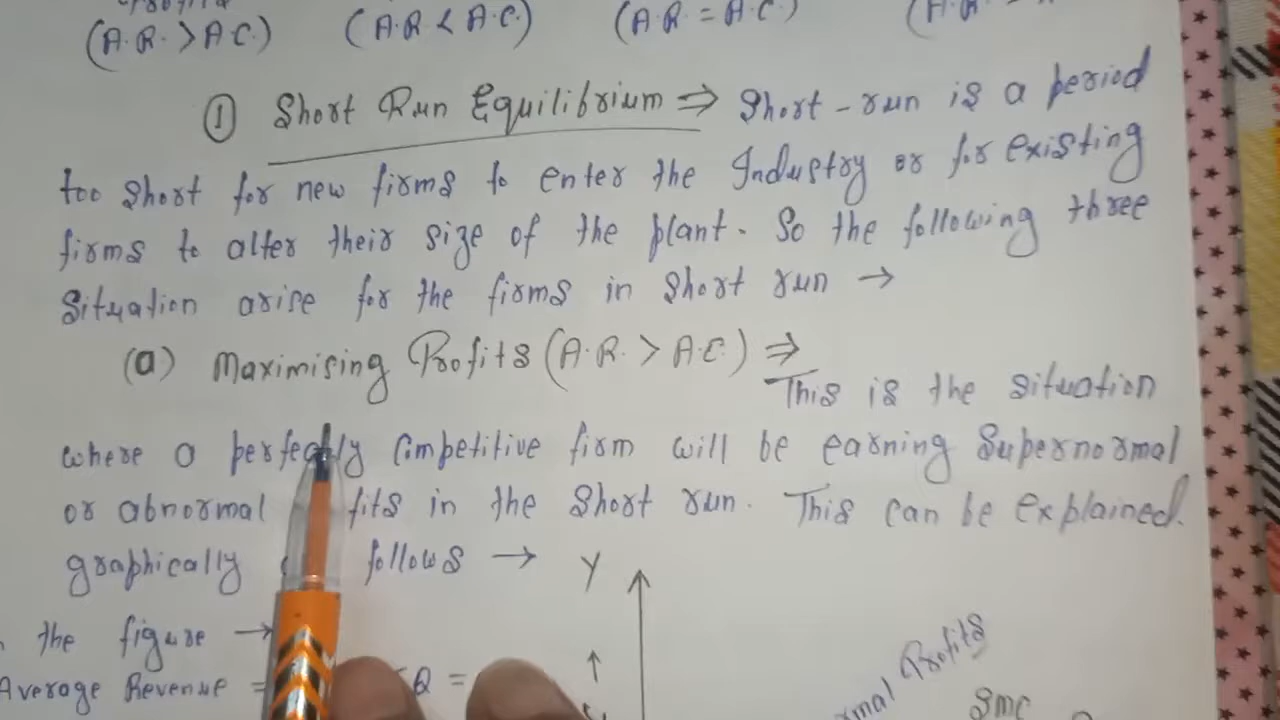 (A.R. > A.C.) (A.R < A.C.) (A.R = A.C)
① Short Run Equilibrium ⇒ Short-run is a period
too short for new firms to enter the Industry or for existing
firms to alter their size of the plant. So the following three
Situation arise for the firms in short run →
(a) Maximising Profits (A.R. > A.C.) ⇒
This is the situation
where a perfectly Competitive firm will be earning Supernormal
or abnormal fits in the short run. This can be explained.
graphically follows → Y
the figure →
Average Revenue =
Q =
Profits
SMC